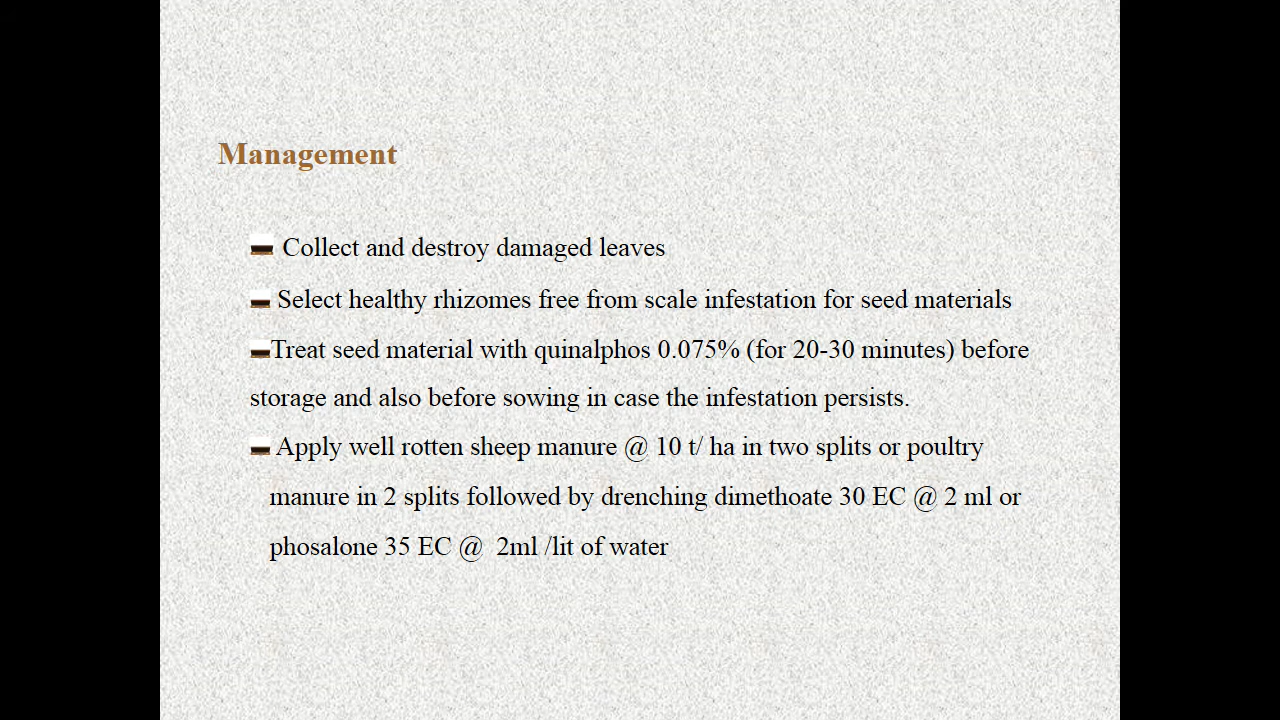 Management
Collect and destroy damaged leaves
Select healthy rhizomes free from scale infestation for seed materials
Treat seed material with quinalphos 0.075% (for 20-30 minutes) before
storage and also before sowing in case the infestation persists.
Apply well rotten sheep manure @ 10 t/ ha in two splits or poultry
manure in 2 splits followed by drenching dimethoate 30 EC @ 2 ml or
phosalone 35 EC @  2ml /lit of water